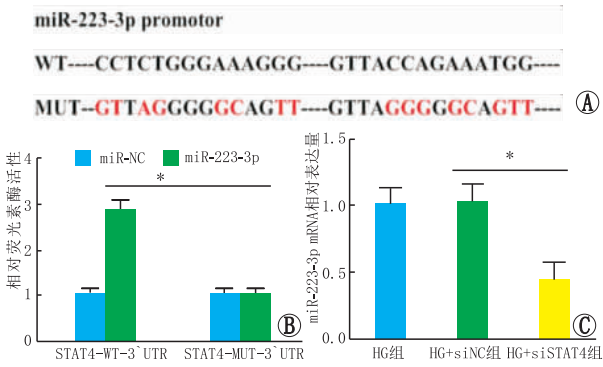 miR-223-3p promotor
WT----CCTCTGGGAAAGGG----GTTACCAGAAATGG----
MUT--GTTAGGGGGGCAGTT----GTTAGGGGGGCAGTT----
Ⓐ
Ⓑ
相对荧光素酶活性
4
3
2
1
0
miR-NC
miR-223-3p
*
STAT4-WT-3`UTR
STAT4-MUT-3`UTR
Ⓒ
miR-223-3p mRNA相对表达量
1.5
1.0
0.5
0.0
*
HG组
HG+siNC组
HG+siSTAT4组